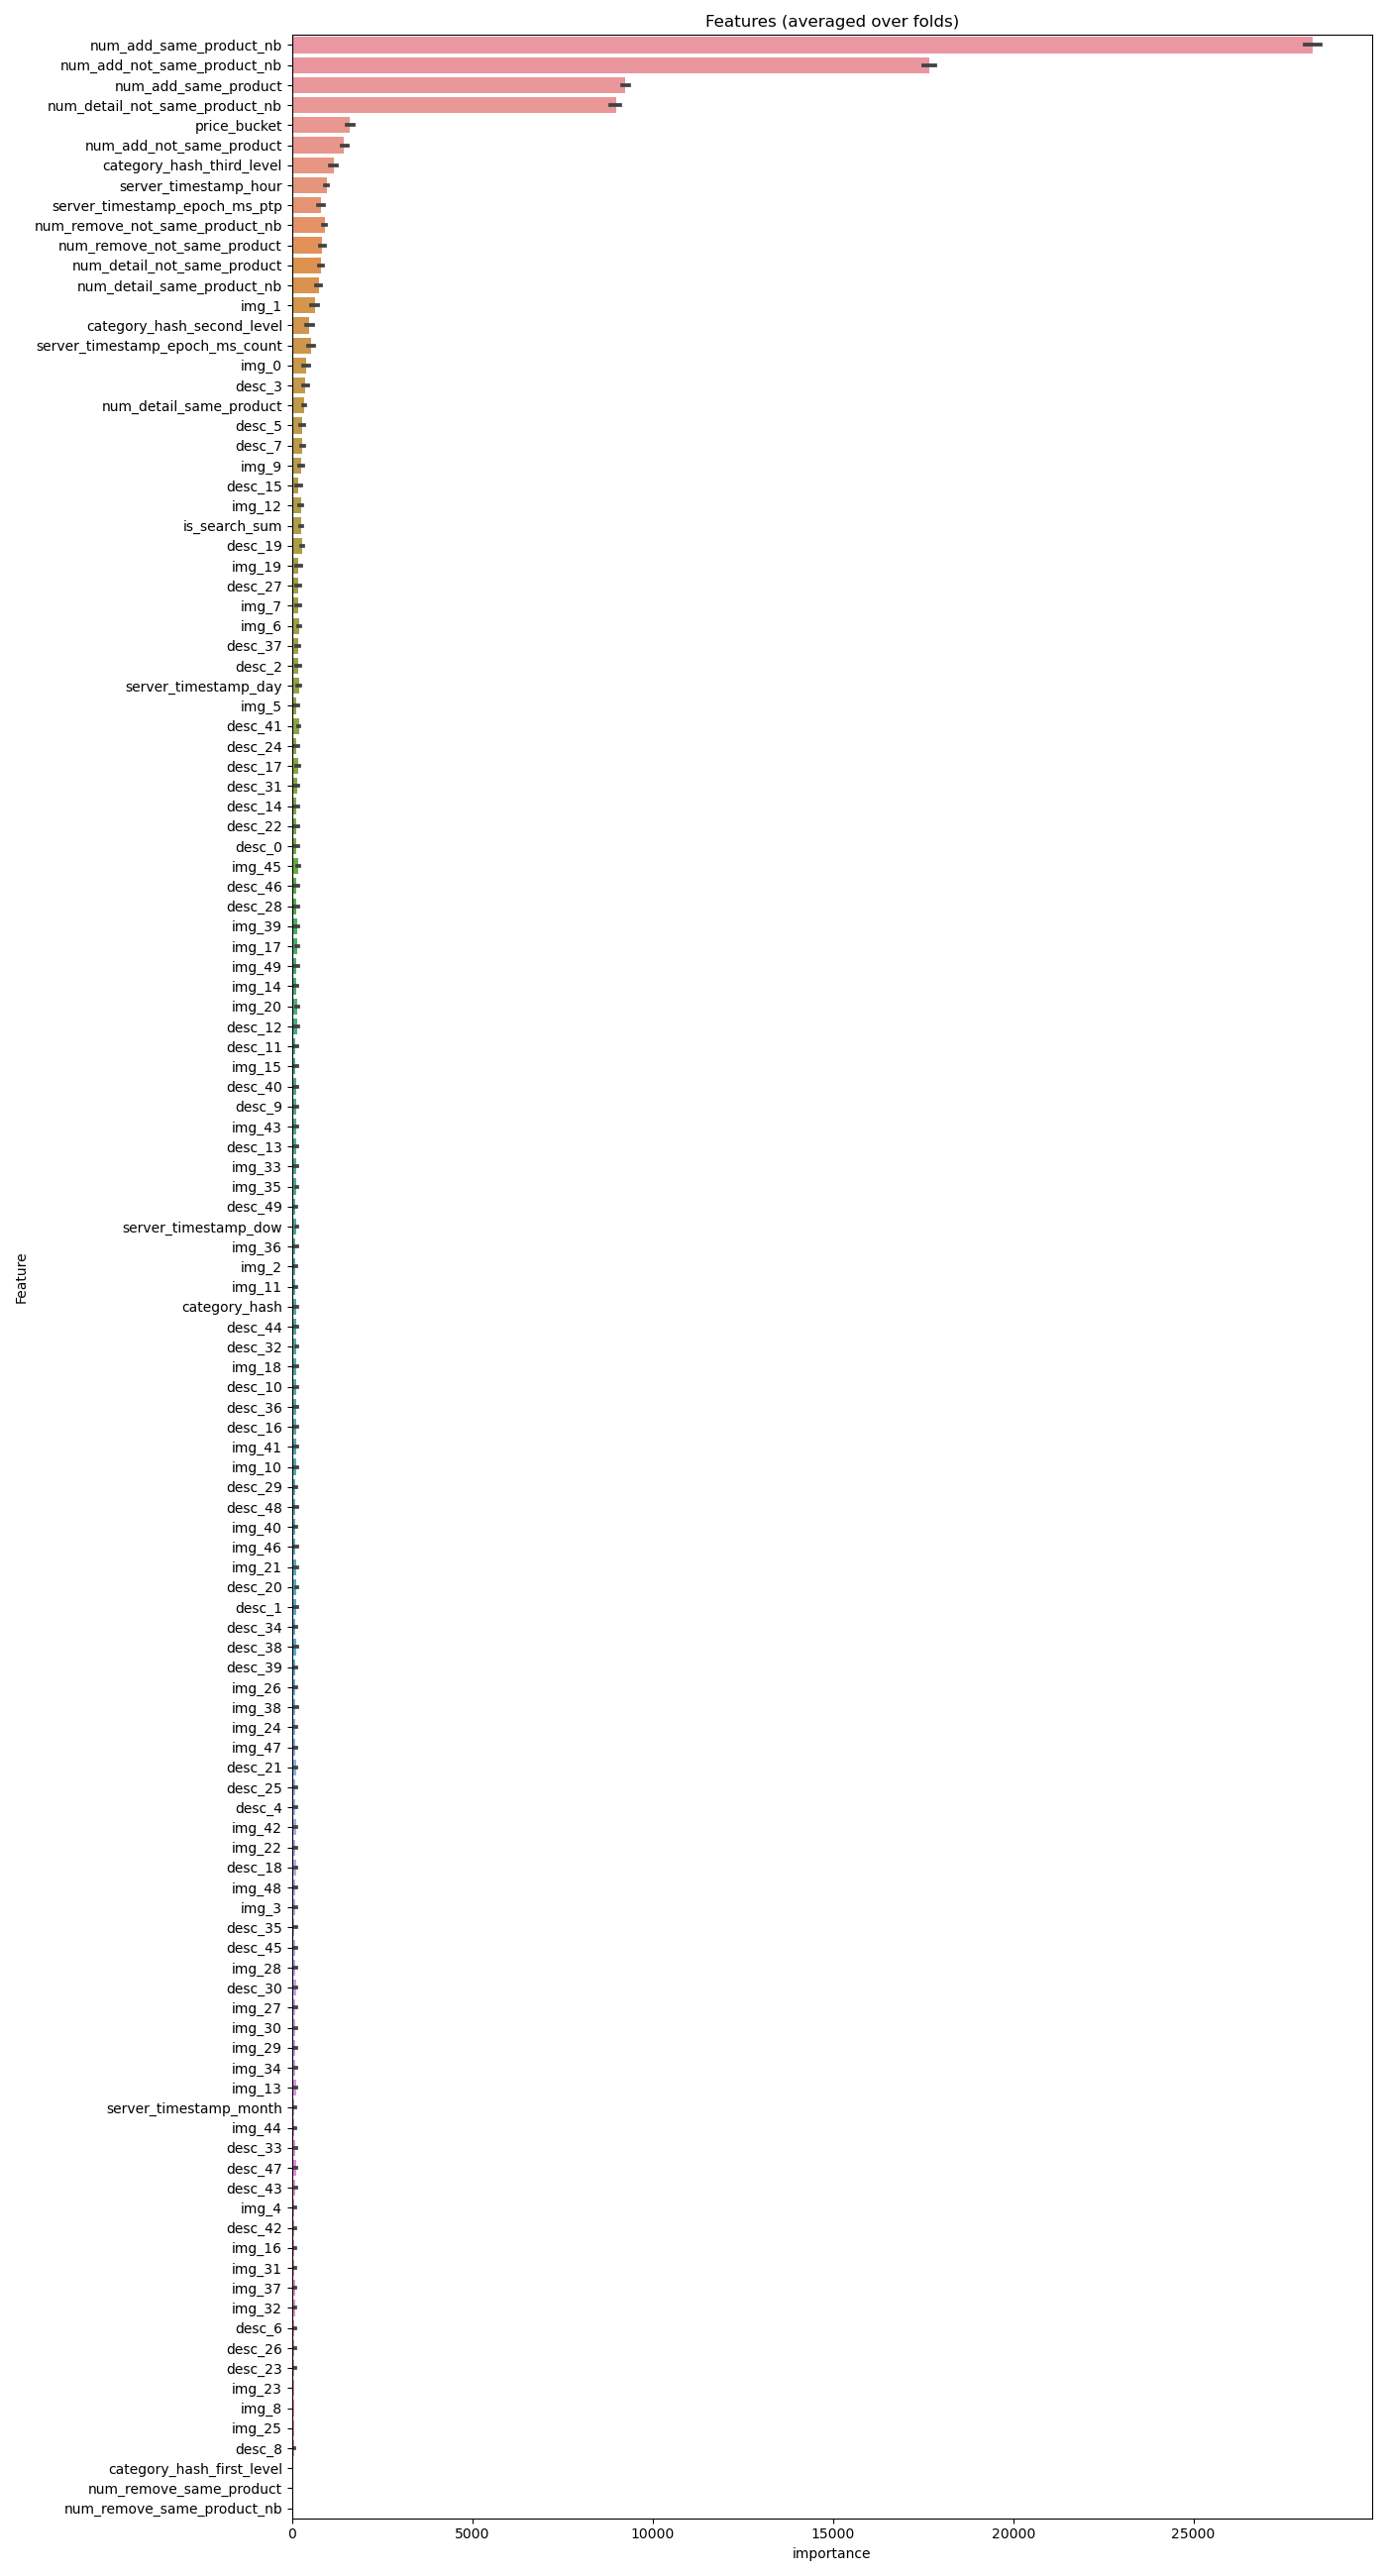 Features (averaged over folds)
num_add_same_product_nb
num_add_not_same_product_nb
num_add_same_product
num_detail_not_same_product_nb
price_bucket
num_add_not_same_product
category_hash_third_level
server_timestamp_hour
server_timestamp_epoch_ms_ptp
num_remove_not_same_product_nb
num_remove_not_same_product
num_detail_not_same_product
num_detail_same_product_nb
img_1
category_hash_second_level
server_timestamp_epoch_ms_count
img_0
desc_3
num_detail_same_product
desc_5
desc_7
img_9
desc_15
img_12
is_search_sum
desc_19
img_19
desc_27
img_7
img_6
desc_37
desc_2
server_timestamp_day
img_5
desc_41
desc_24
desc_17
desc_31
desc_14
desc_22
desc_0
img_45
desc_46
desc_28
img_39
img_17
img_49
img_14
img_20
desc_12
desc_11
img_15
desc_40
desc_9
img_43
desc_13
img_33
img_35
desc_49
server_timestamp_dow
img_36
img_2
img_11
category_hash
desc_44
desc_32
img_18
desc_10
desc_36
desc_16
img_41
img_10
desc_29
desc_48
img_40
img_46
img_21
desc_20
desc_1
desc_34
desc_38
desc_39
img_26
img_38
img_24
img_47
desc_21
desc_25
desc_4
img_42
img_22
desc_18
img_48
img_3
desc_35
desc_45
img_28
desc_30
img_27
img_30
img_29
img_34
img_13
server_timestamp_month
img_44
desc_33
desc_47
desc_43
img_4
desc_42
img_16
img_31
img_37
img_32
desc_6
desc_26
desc_23
img_23
img_8
img_25
desc_8
category_hash_first_level
num_remove_same_product
num_remove_same_product_nb
Feature
0 5000 10000 15000 20000 25000
importance